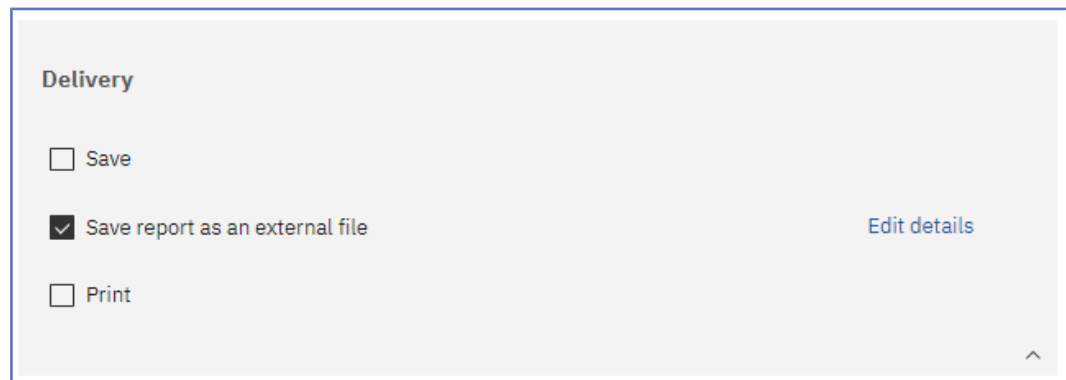 Delivery
Save
Save report as an external file Edit details
Print